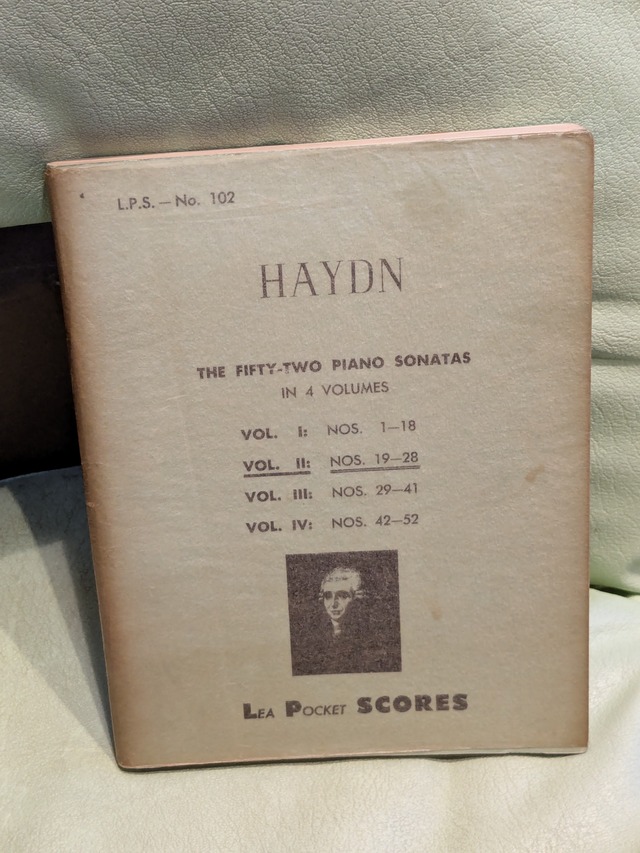 L.P.S. — No. 102
HAYDN
THE FIFTY-TWO PIANO SONATAS
IN 4 VOLUMES
VOL. I: NOS. 1—18
VOL. II: NOS. 19—28
VOL. III: NOS. 29—41
VOL. IV: NOS. 42—52
LEA POCKET SCORES